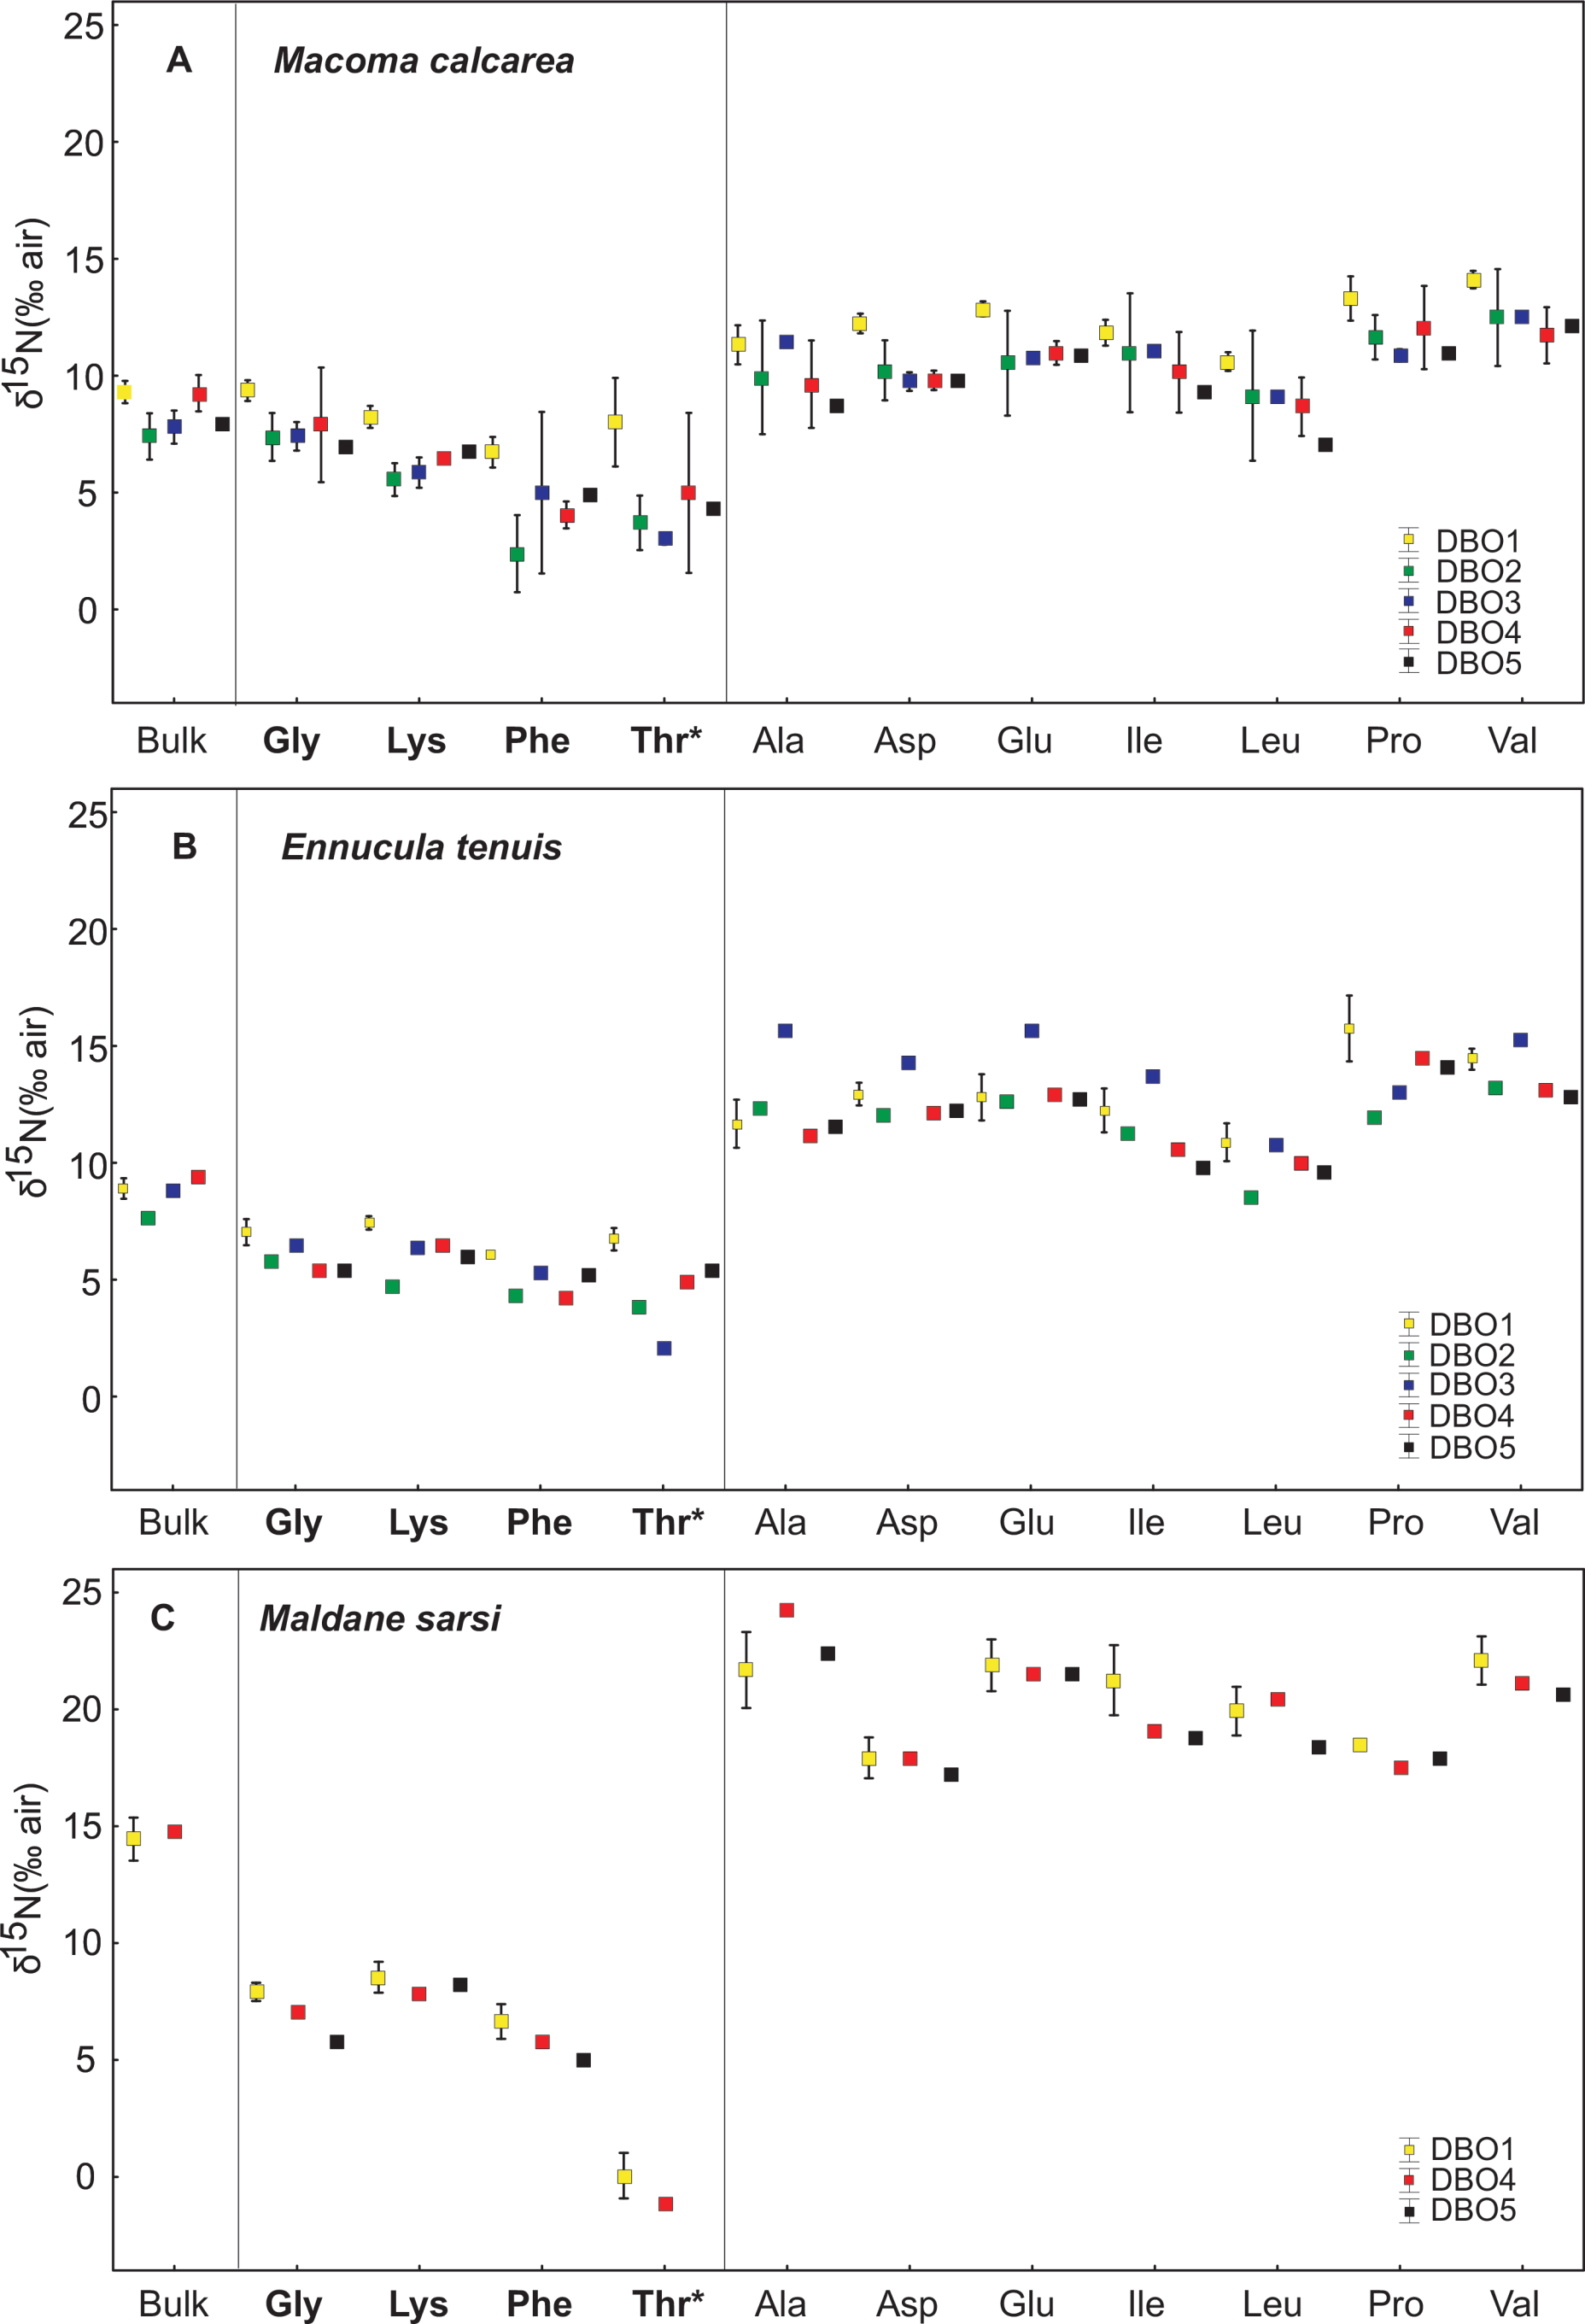 A Macoma calcarea
δ15N(‰ air)
25
20
15
10
5
0
DBO1
DBO2
DBO3
DBO4
DBO5
Bulk Gly Lys Phe Thr* Ala Asp Glu Ile Leu Pro Val
B Ennucula tenuis
δ15N(‰ air)
25
20
15
10
5
0
DBO1
DBO2
DBO3
DBO4
DBO5
Bulk Gly Lys Phe Thr* Ala Asp Glu Ile Leu Pro Val
C Maldane sarsi
δ15N(‰ air)
25
20
15
10
5
0
DBO1
DBO4
DBO5
Bulk Gly Lys Phe Thr* Ala Asp Glu Ile Leu Pro Val